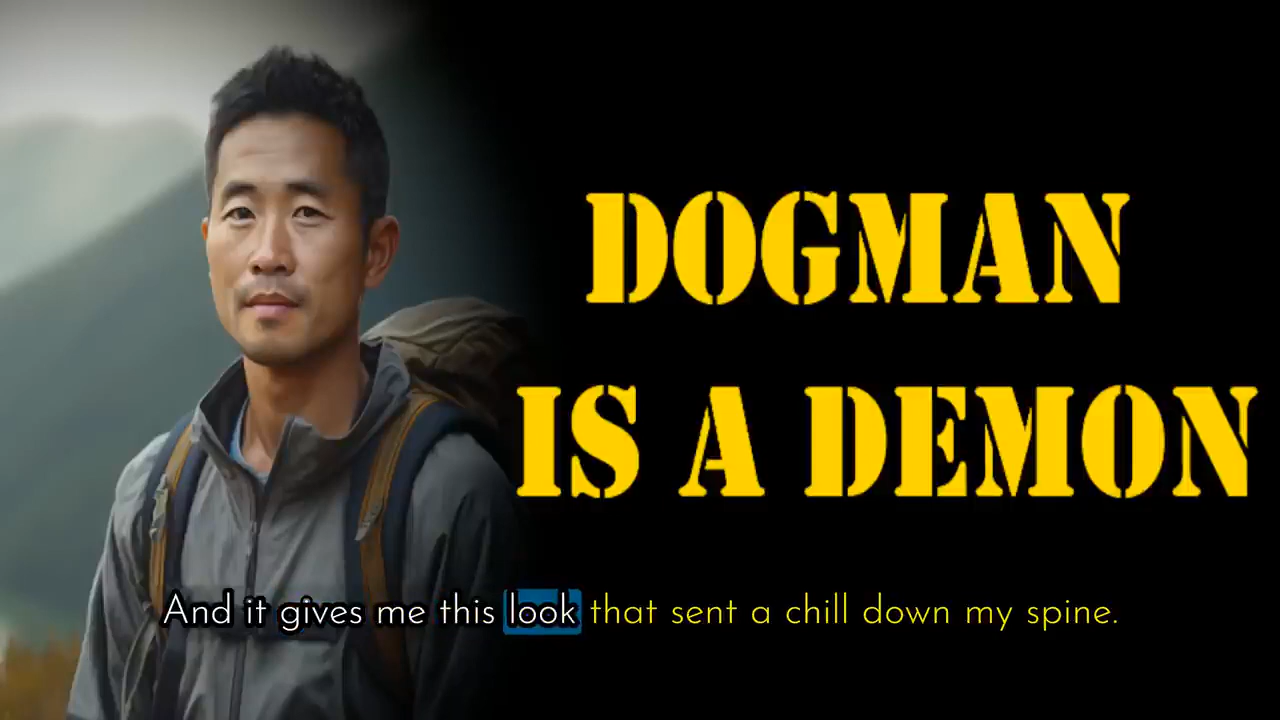 DOGMAN
IS A DEMON
And it gives me this look that sent a chill down my spine.